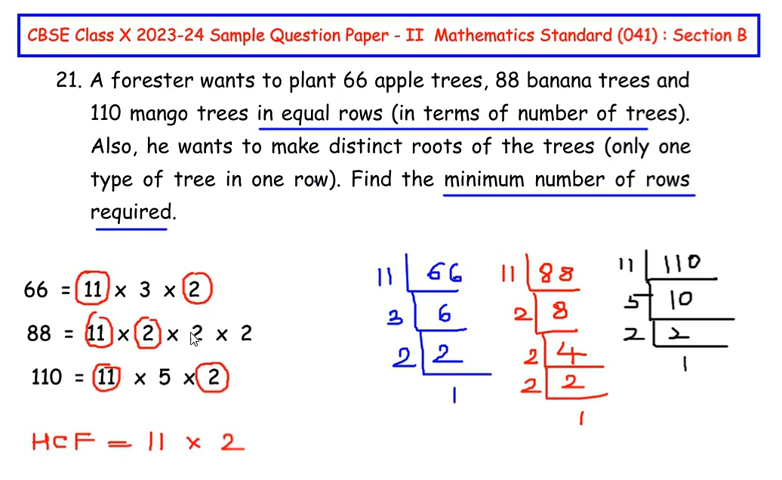 CBSE Class X 2023-24 Sample Question Paper - II Mathematics Standard (041) : Section B
21. A forester wants to plant 66 apple trees, 88 banana trees and
110 mango trees in equal rows (in terms of number of trees).
Also, he wants to make distinct roots of the trees (only one
type of tree in one row). Find the minimum number of rows
required.
66 = 11 x 3 x 2
88 = 11 x 2 x 2 x 2
110 = 11 x 5 x 2
HCF = 11 x 2
11 66
3 6
2 2
1
11 88
2 8
2 4
2 2
1
11 110
5 10
2 2
1